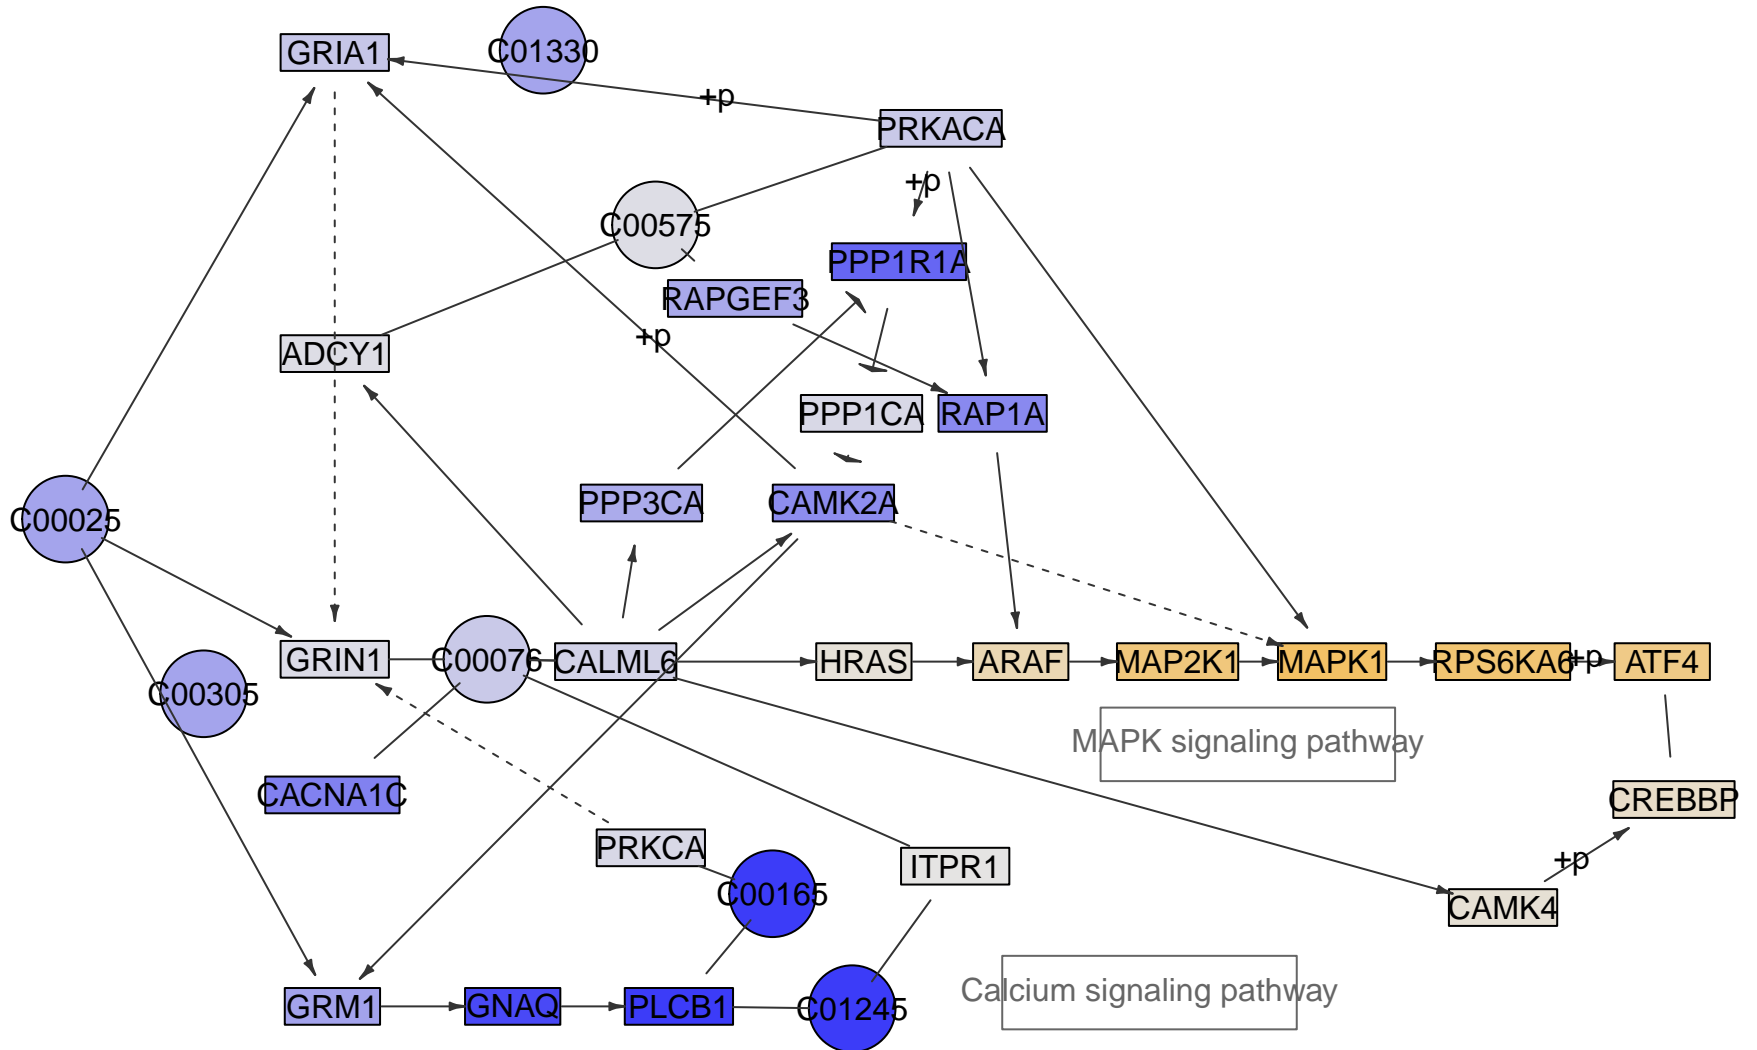 GRIA1
C01330
+p
PRKACA
+p
C00575
PPP1R1A
RAPGEF3
+p
ADCY1
PPP1CA
RAP1A
C00025
PPP3CA
CAMK2A
GRIN1
C00076
CALML6
HRAS
ARAF
MAP2K1
MAPK1
RPS6KA6
+p
ATF4
C00305
MAPK signaling pathway
CACNA1C
CREBBP
PRKCA
ITPR1
+p
C00165
CAMK4
Calcium signaling pathway
GRM1
GNAQ
PLCB1
C01245